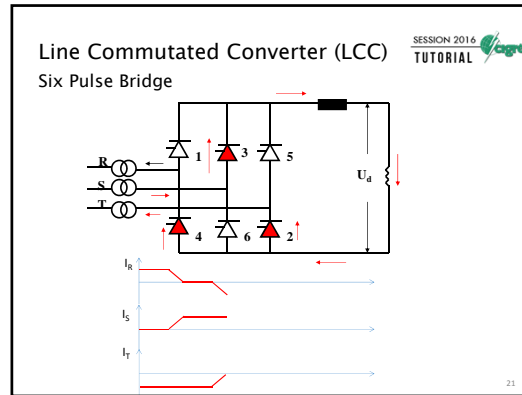 Line Commutated Converter (LCC)
SESSION 2016
TUTORIAL
cigré
Six Pulse Bridge
1
3
5
R
S
T
4
6
2
Ud
IR
IS
IT
21